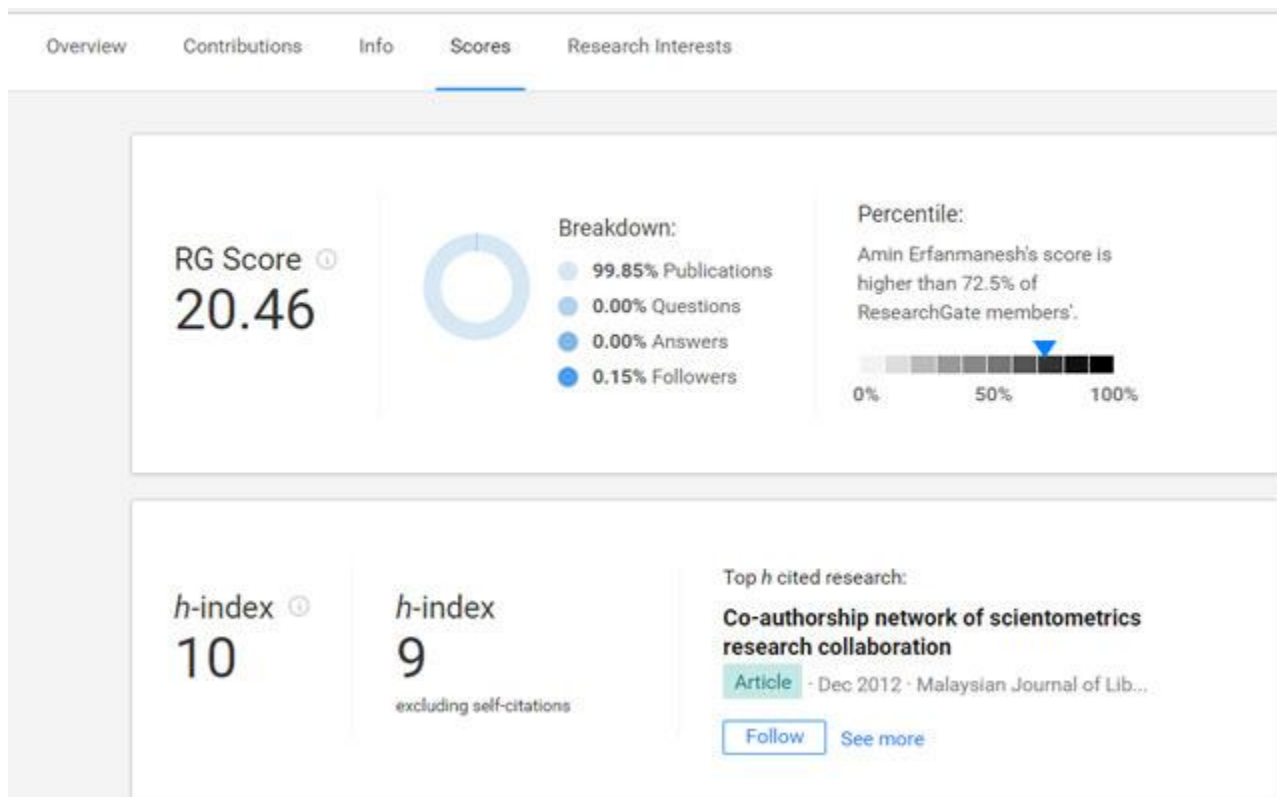 Overview Contributions Info Scores Research Interests
RG Score
20.46
Breakdown:
99.85% Publications
0.00% Questions
0.00% Answers
0.15% Followers
Percentile:
Amin Erfanmanesh's score is
higher than 72.5% of
ResearchGate members'.
0% 50% 100%
h-index
10
h-index
9
excluding self-citations
Top h cited research:
Co-authorship network of scientometrics
research collaboration
Article · Dec 2012 · Malaysian Journal of Lib...
Follow See more